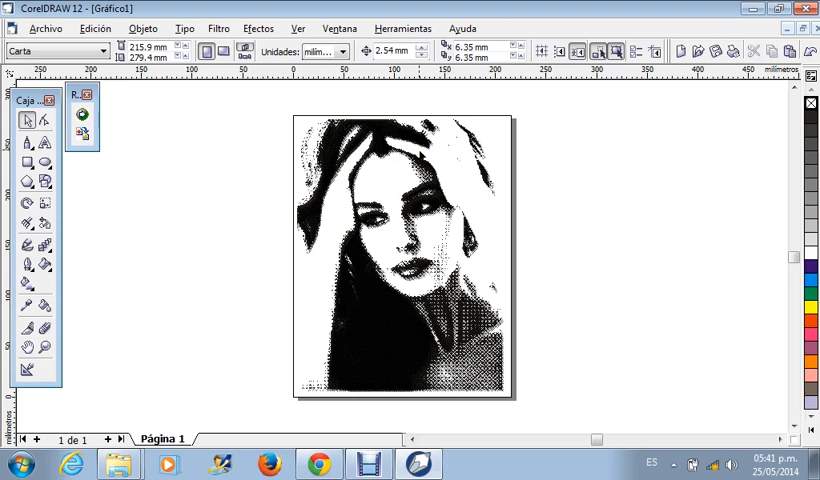 CorelDRAW 12 - [Gráfico1]
Archivo Edición Objeto Tipo Filtro Efectos Ver Ventana Herramientas Ayuda
Carta 215.9 mm 279.4 mm Unidades: milím... 2.54 mm 6.35 mm 6.35 mm
250 200 150 100 50 0 50 100 150 200 250 300 350 400 450 milímetros
Caja ...
R..
milímetros
1 de 1 Página 1
ES 05:41 p.m.
25/05/2014